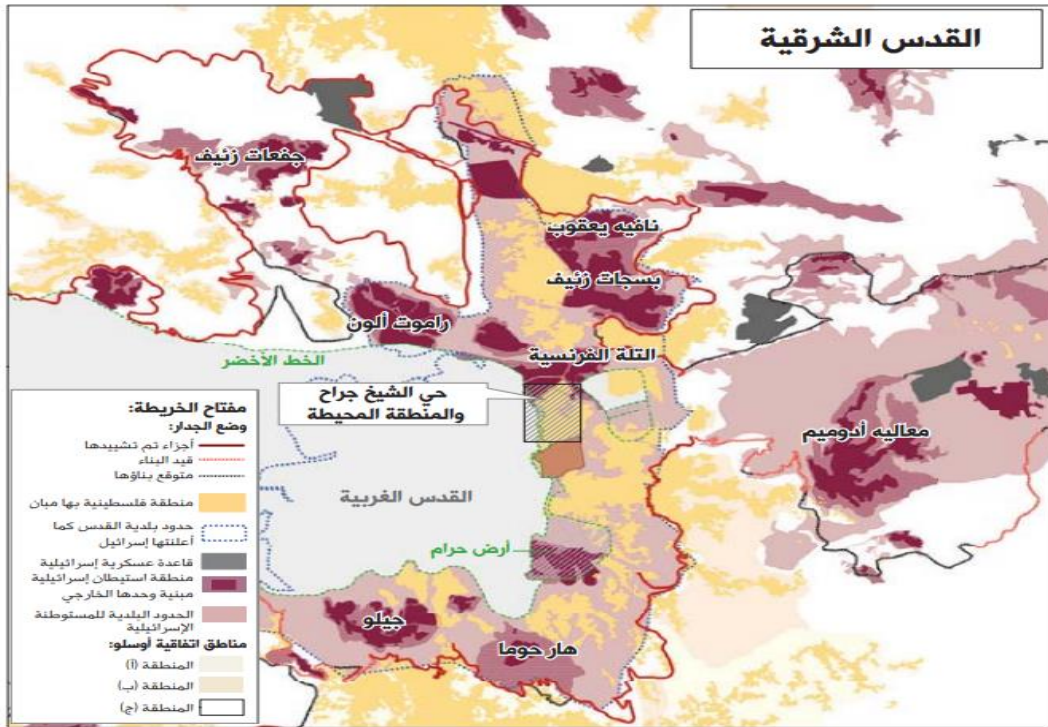 القدس الشرقية
جفعات زئيف
نافيه يعقوب
بسجات زئيف
راموت ألون
التلة الفرنسية
الخط الأخضر
حي الشيخ جراح
والمنطقة المحيطة
معاليه أدوميم
القدس الغربية
أرض حرام
جيلو
هار حوما
مفتاح الخريطة:
وضع الجدار:
أجزاء تم تشييدها
قيد البناء
متوقع بناؤها
منطقة فلسطينية بها مبان
حدود بلدية القدس كما
أعلنتها إسرائيل
قاعدة عسكرية إسرائيلية
منطقة استيطان إسرائيلية
مبنية وحدها الخارجي
الحدود البلدية للمستوطنة
الإسرائيلية
مناطق اتفاقية أوسلو:
المنطقة (أ)
المنطقة (ب)
المنطقة (ج)